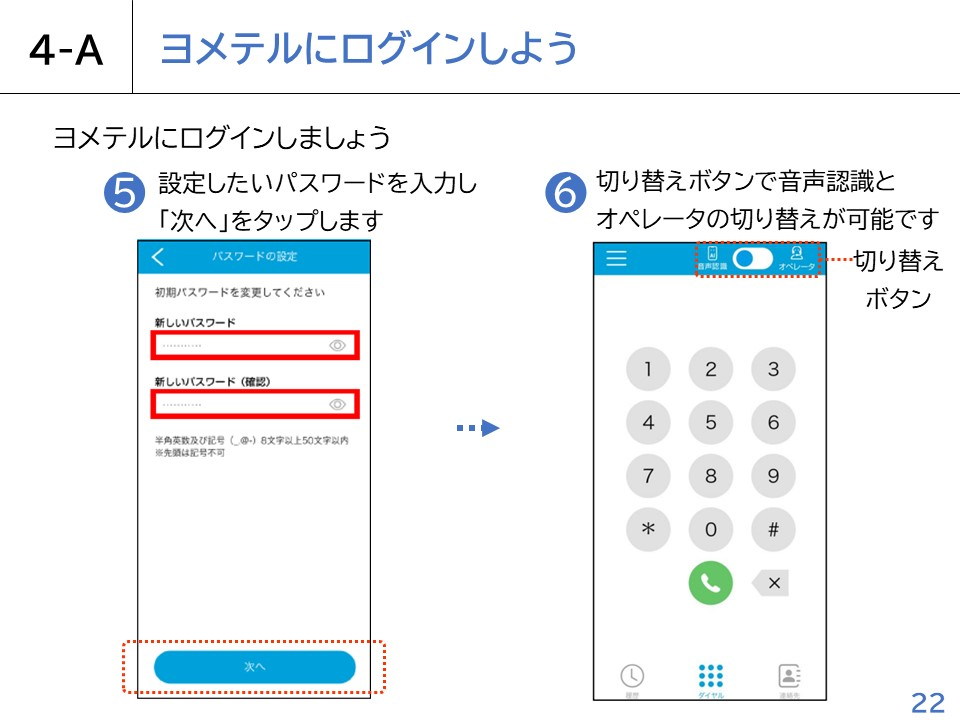 4-A
ヨメテルにログインしよう
ヨメテルにログインしましょう
5
設定したいパスワードを入力し
「次へ」をタップします
パスワードの設定
初期パスワードを変更してください
新しいパスワード
...........
新しいパスワード（確認）
...........
半角英数及び記号（_@-）8文字以上50文字以内
※先頭は記号不可
次へ
6
切り替えボタンで音声認識と
オペレータの切り替えが可能です
音声認識
オペレータ
切り替え
ボタン
1 2 3
4 5 6
7 8 9
* 0 #
×
履歴
ダイヤル
連絡先
22